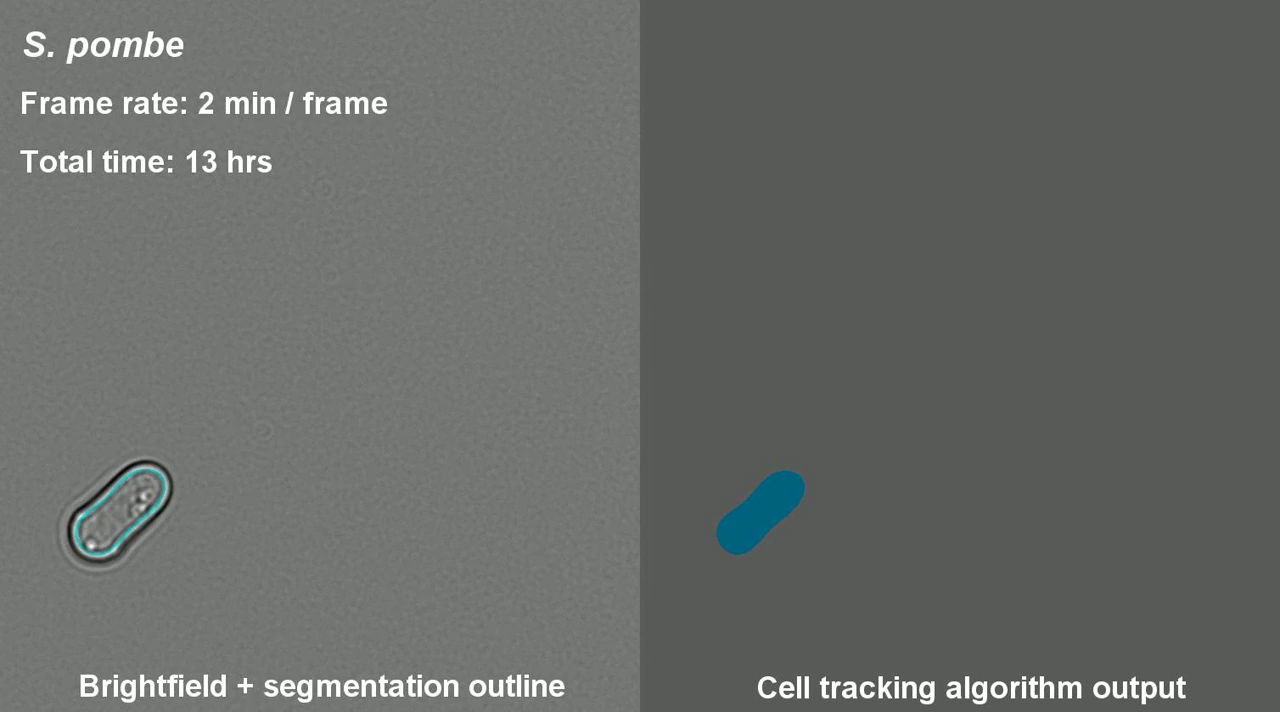 S. pombe
Frame rate: 2 min / frame
Total time: 13 hrs
Brightfield + segmentation outline
Cell tracking algorithm output